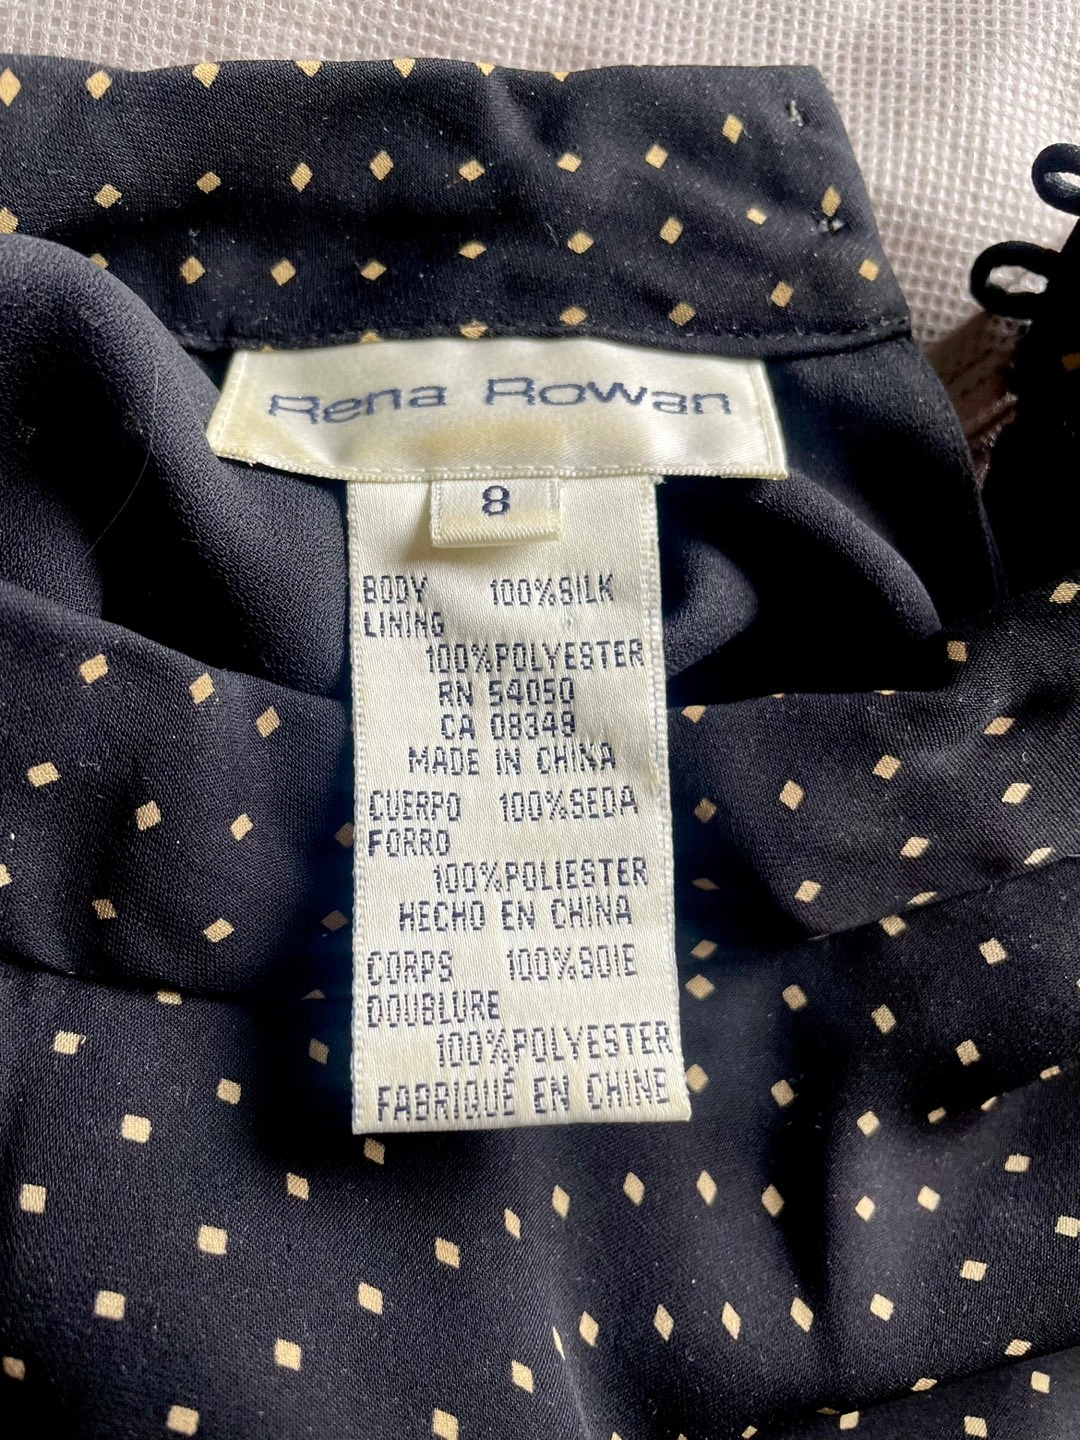 Rena Rowan
8
BODY 100%SILK
LINING
100%POLYESTER
RN 54050
CA 08349
MADE IN CHINA
CUERPO 100%SEDA
FORRO
100%POLIESTER
HECHO EN CHINA
CORPS 100%SOIE
DOUBLURE
100%POLYESTER
FABRIQUÉ EN CHINE